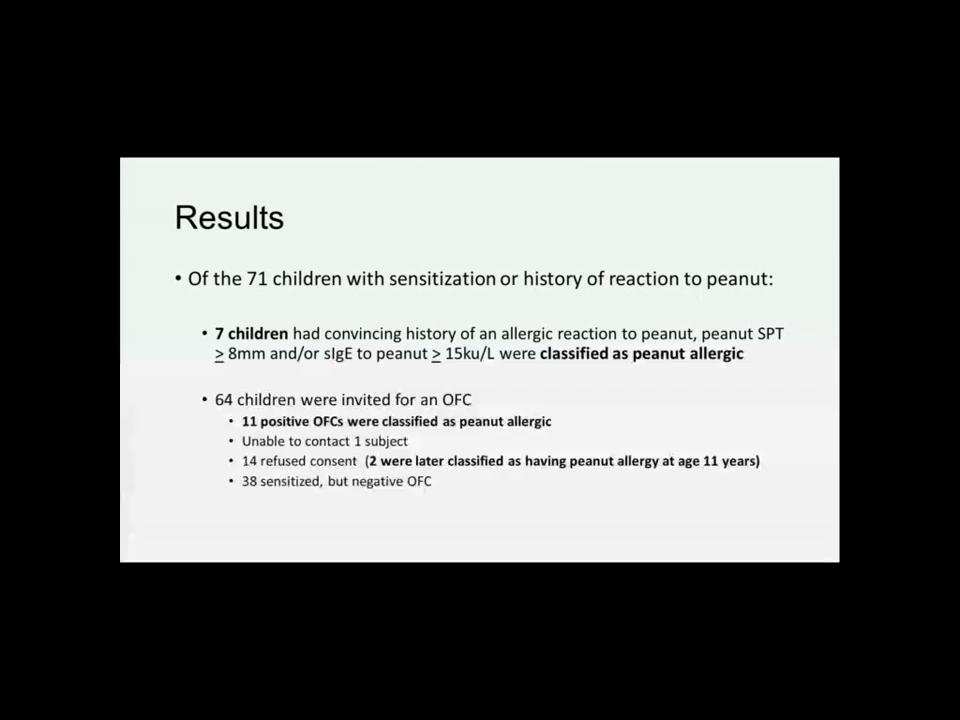 Results
• Of the 71 children with sensitization or history of reaction to peanut:
• 7 children had convincing history of an allergic reaction to peanut, peanut SPT
≥ 8mm and/or sIgE to peanut ≥ 15ku/L were classified as peanut allergic
• 64 children were invited for an OFC
• 11 positive OFCs were classified as peanut allergic
• Unable to contact 1 subject
• 14 refused consent (2 were later classified as having peanut allergy at age 11 years)
• 38 sensitized, but negative OFC